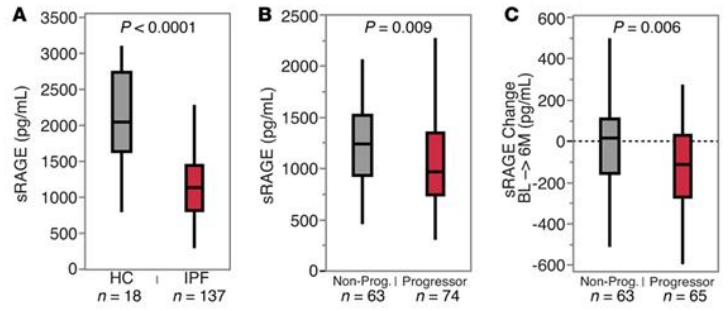 A
P < 0.0001
sRAGE (pg/mL)
3500
3000
2500
2000
1500
1000
500
0
HC | IPF
n = 18 n = 137
B
P = 0.009
sRAGE (pg/mL)
2500
2000
1500
1000
500
0
Non-Prog. | Progressor
n = 63 n = 74
C
P = 0.006
sRAGE Change
BL --> 6M (pg/mL)
600
400
200
0
-200
-400
-600
Non-Prog. | Progressor
n = 63 n = 65